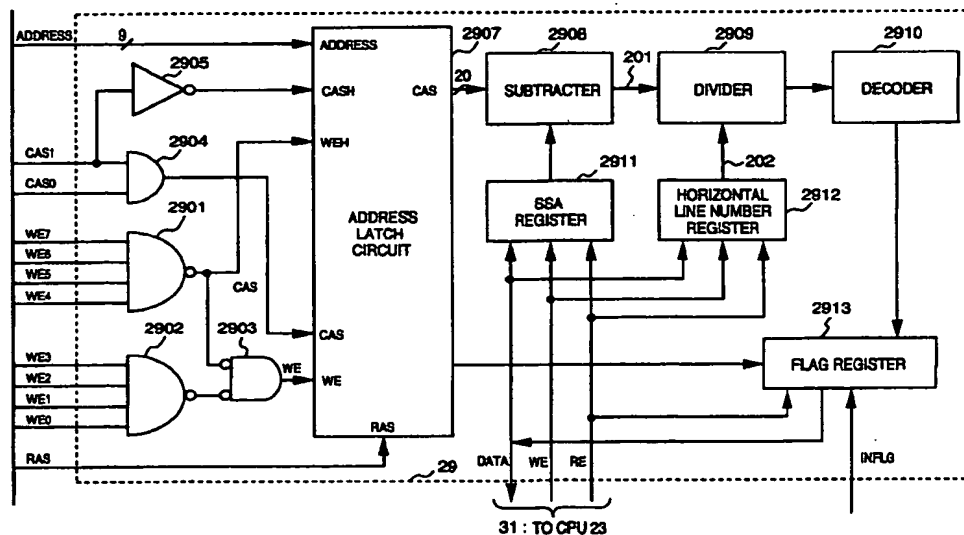 ADDRESS
9
2905
ADDRESS
2907
2908
2909
2910
CASH
CAS
20
SUBTRACTER
201
DIVIDER
DECODER
2904
WEH
CAS1
CAS0
2911
202
SSA
REGISTER
HORIZONTAL
LINE NUMBER
REGISTER
2912
2901
ADDRESS
LATCH
CIRCUIT
WE7
WE6
WE5
WE4
CAS
2902
2903
CAS
2913
FLAG REGISTER
WE3
WE2
WE1
WE0
WE
WE
RAS
RAS
29
DATA
WE
RE
INFLG
31 : TO CPU 23